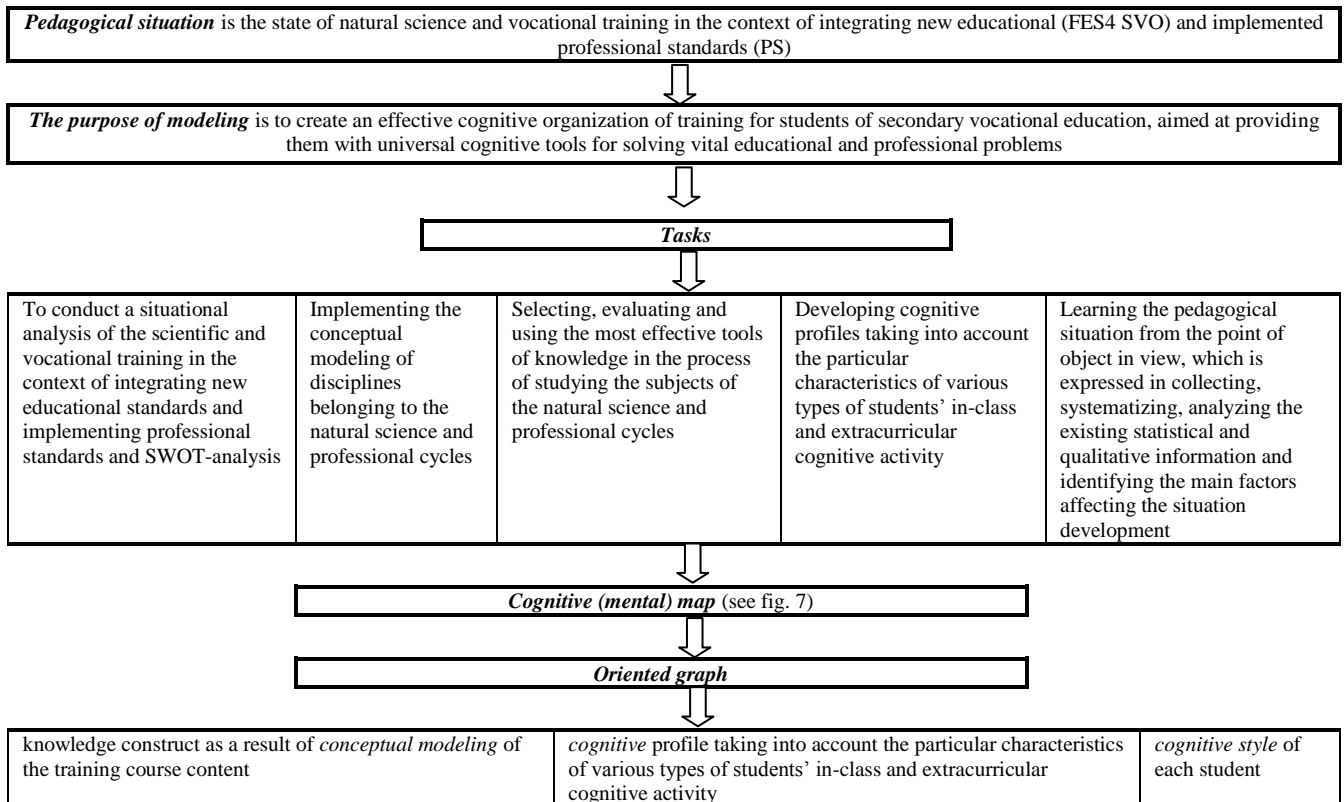 Pedagogical situation is the state of natural science and vocational training in the context of integrating new educational (FES4 SVO) and implemented
professional standards (PS)
The purpose of modeling is to create an effective cognitive organization of training for students of secondary vocational education, aimed at providing
them with universal cognitive tools for solving vital educational and professional problems
Tasks
To conduct a situational
analysis of the scientific and
vocational training in the
context of integrating new
educational standards and
implementing professional
standards and SWOT-analysis
Implementing the
conceptual
modeling of
disciplines
belonging to the
natural science and
professional cycles
Selecting, evaluating and
using the most effective tools
of knowledge in the process
of studying the subjects of
the natural science and
professional cycles
Developing cognitive
profiles taking into account
the particular
characteristics of various
types of students’ in-class
and extracurricular
cognitive activity
Learning the pedagogical
situation from the point of
object in view, which is
expressed in collecting,
systematizing, analyzing the
existing statistical and
qualitative information and
identifying the main factors
affecting the situation
development
Cognitive (mental) map (see fig. 7)
Oriented graph
knowledge construct as a result of conceptual modeling of
the training course content
cognitive profile taking into account the particular characteristics
of various types of students’ in-class and extracurricular
cognitive activity
cognitive style of
each student